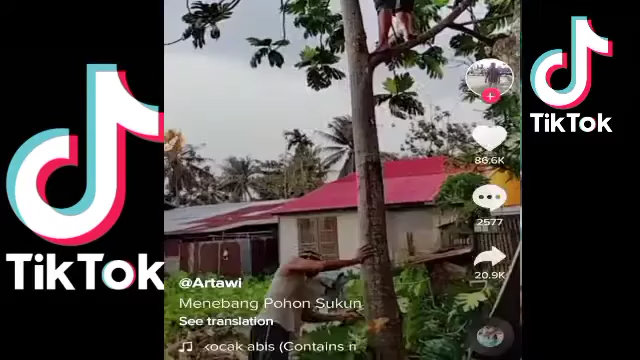 TikTok
TikTok
86.6K
2577
20.9K
@Artawi
Menebang Pohon Sukun
See translation
kocak abis (Contains m